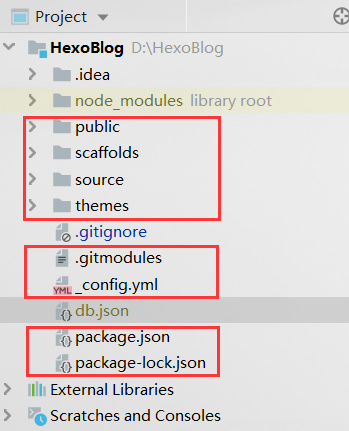 Project
HexoBlog D:\HexoBlog
.idea
node_modules library root
public
scaffolds
source
themes
.gitignore
.gitmodules
YML _config.yml
db.json
package.json
package-lock.json
External Libraries
Scratches and Consoles